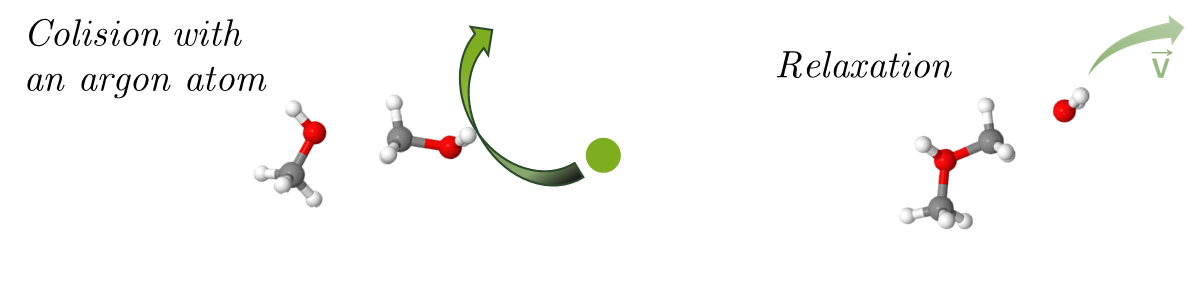 Colision with
an argon atom
Relaxation
v